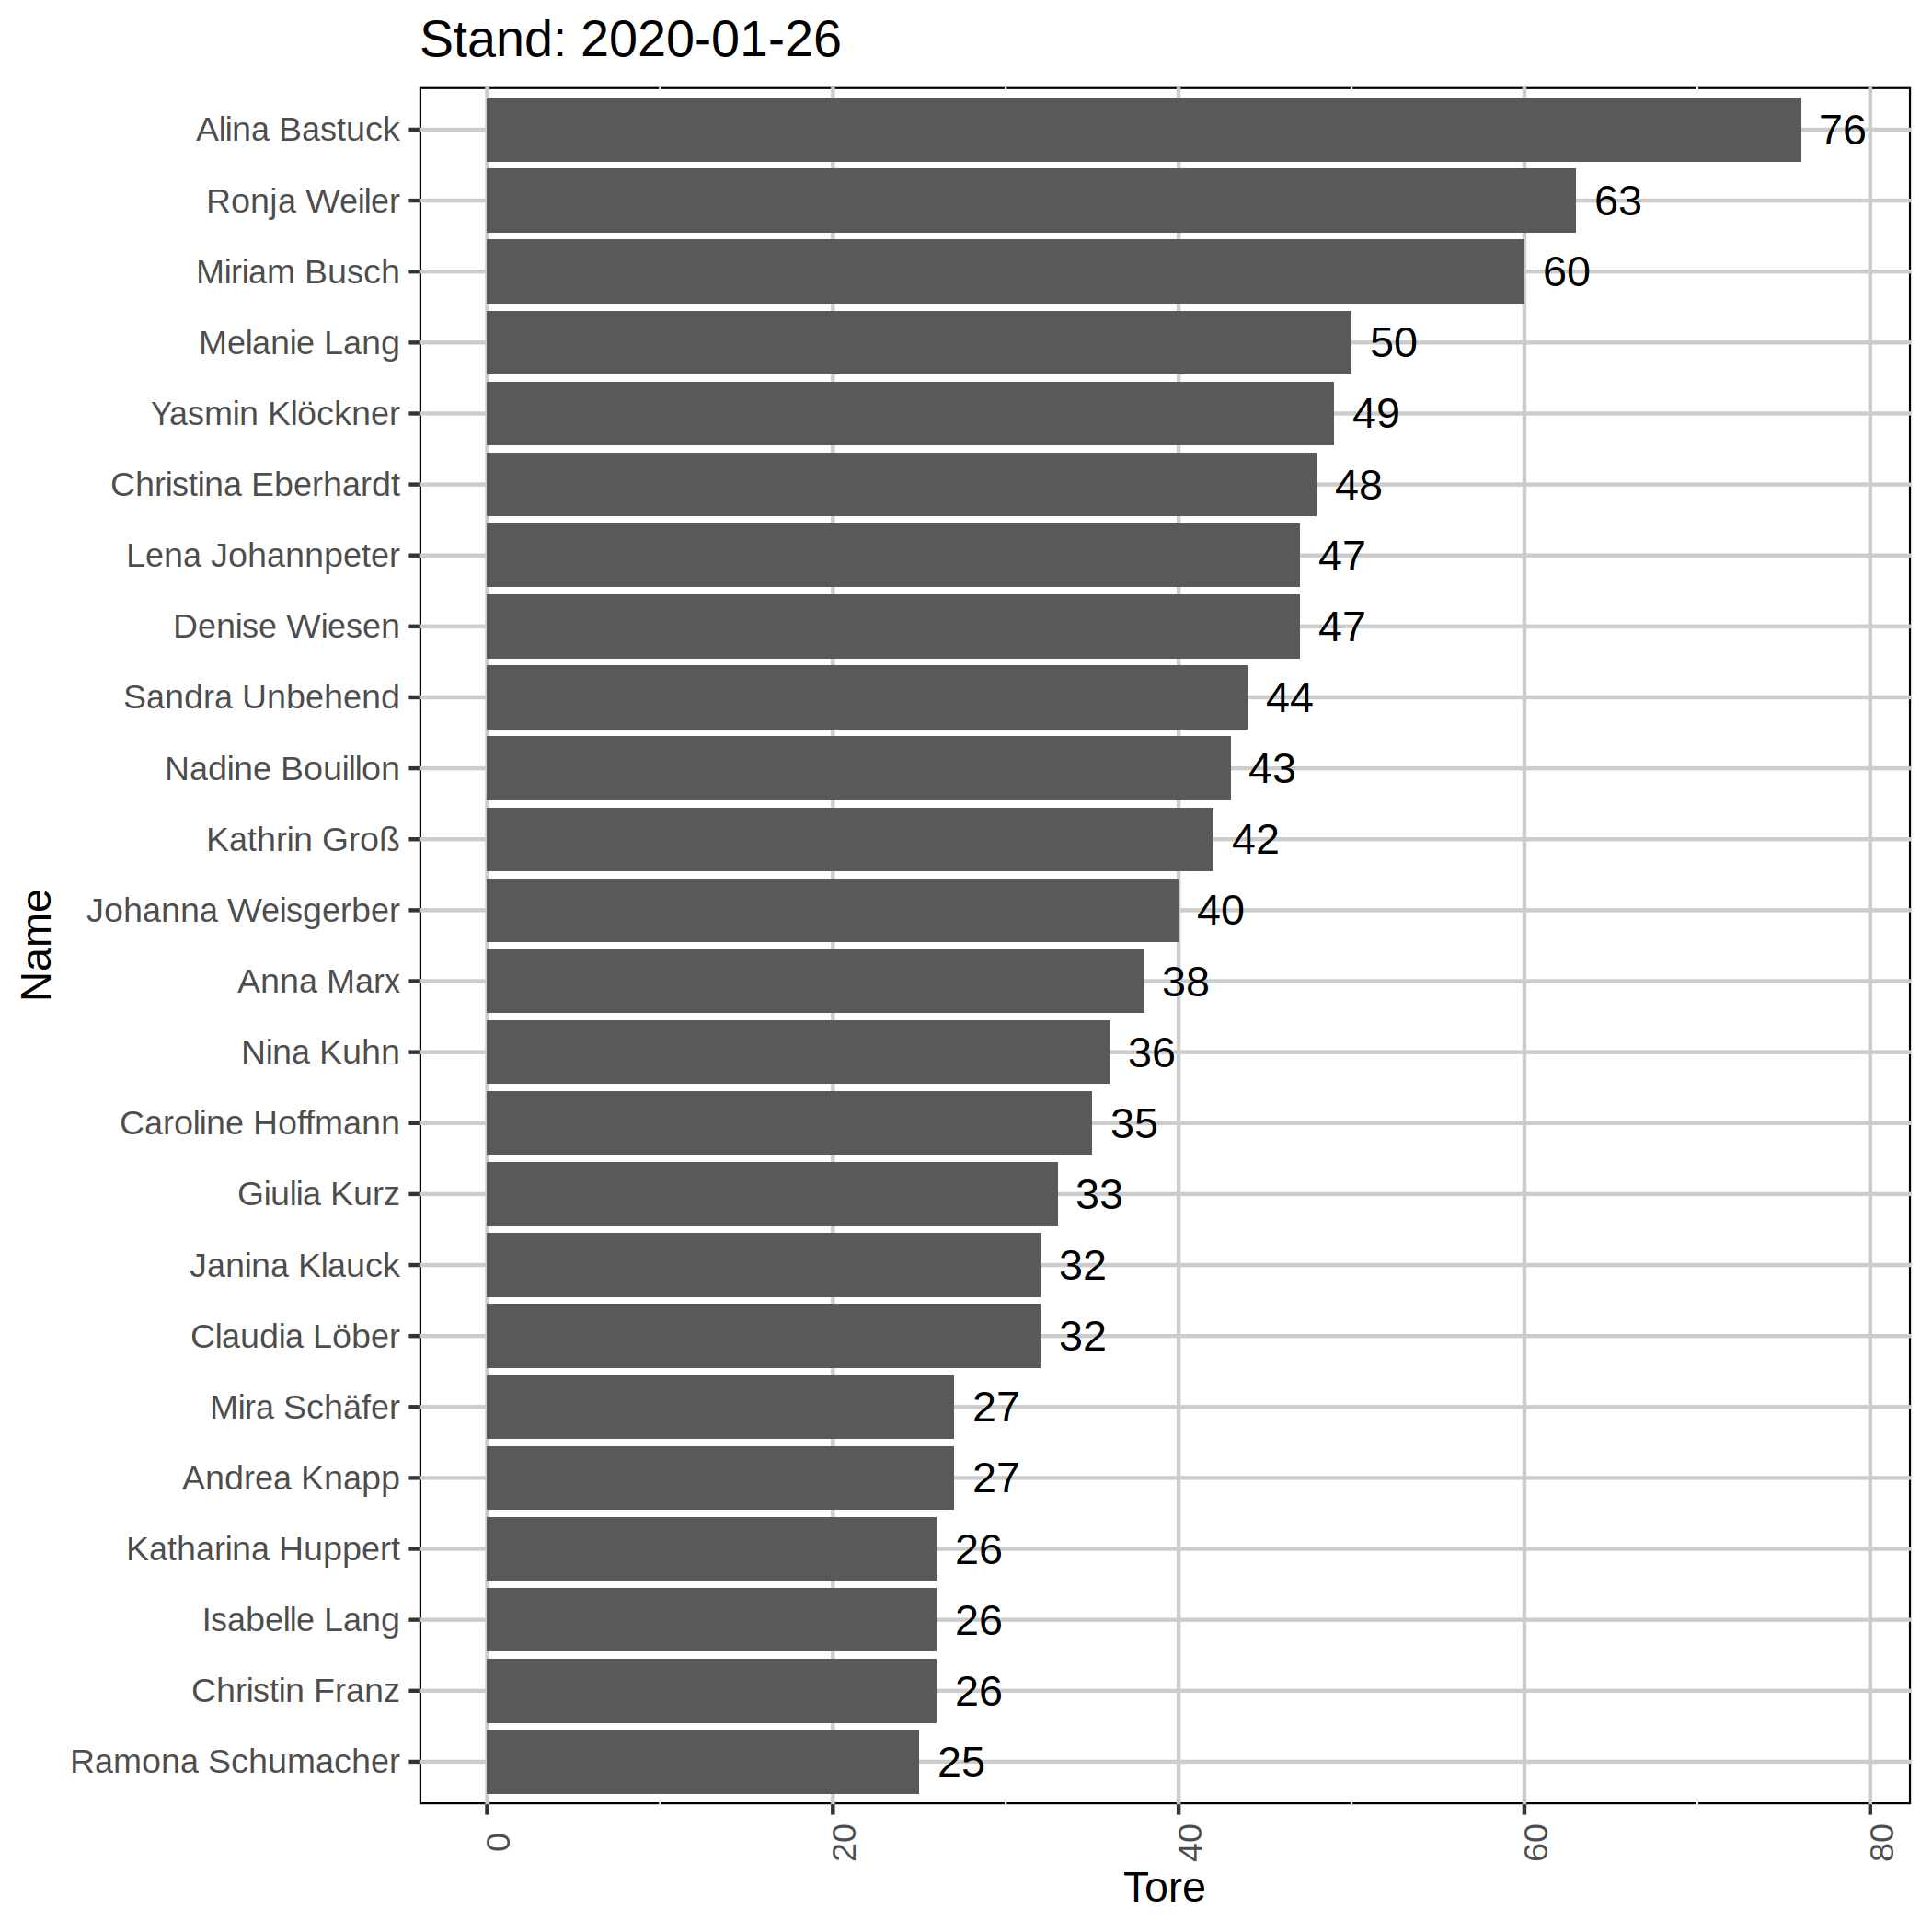 Stand: 2020-01-26
Name
Alina Bastuck 76
Ronja Weiler 63
Miriam Busch 60
Melanie Lang 50
Yasmin Klöckner 49
Christina Eberhardt 48
Lena Johannpeter 47
Denise Wiesen 47
Sandra Unbehend 44
Nadine Bouillon 43
Kathrin Groß 42
Johanna Weisgerber 40
Anna Marx 38
Nina Kuhn 36
Caroline Hoffmann 35
Giulia Kurz 33
Janina Klauck 32
Claudia Löber 32
Mira Schäfer 27
Andrea Knapp 27
Katharina Huppert 26
Isabelle Lang 26
Christin Franz 26
Ramona Schumacher 25
0 20 40 60 80
Tore